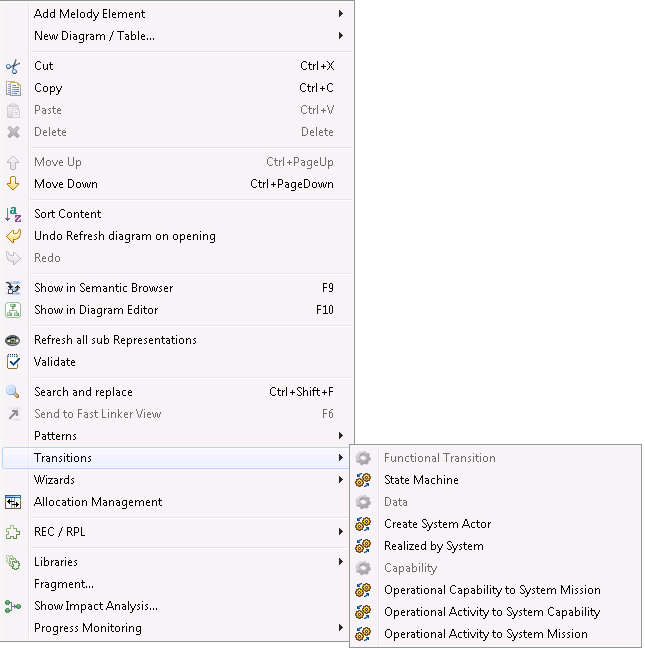 Add Melody Element
New Diagram / Table...
Cut Ctrl+X
Copy Ctrl+C
Paste Ctrl+V
Delete Delete
Move Up Ctrl+PageUp
Move Down Ctrl+PageDown
Sort Content
Undo Refresh diagram on opening
Redo
Show in Semantic Browser F9
Show in Diagram Editor F10
Refresh all sub Representations
Validate
Search and replace Ctrl+Shift+F
Send to Fast Linker View F6
Patterns
Transitions
Wizards
Allocation Management
REC / RPL
Libraries
Fragment...
Show Impact Analysis...
Progress Monitoring
Functional Transition
State Machine
Data
Create System Actor
Realized by System
Capability
Operational Capability to System Mission
Operational Activity to System Capability
Operational Activity to System Mission